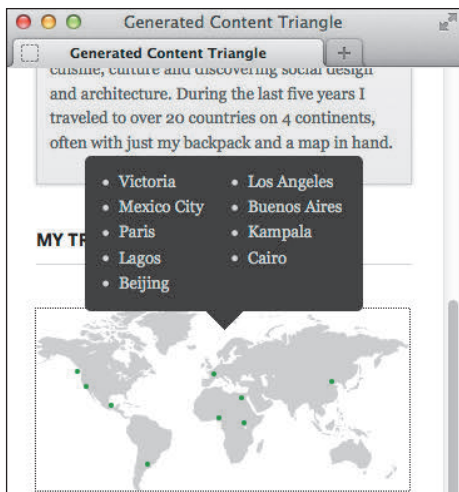 Generated Content Triangle
Generated Content Triangle
cuisine, culture and discovering social design
and architecture. During the last five years I
traveled to over 20 countries on 4 continents,
often with just my backpack and a map in hand.
• Victoria
• Mexico City
• Paris
• Lagos
• Beijing
• Los Angeles
• Buenos Aires
• Kampala
• Cairo
MY